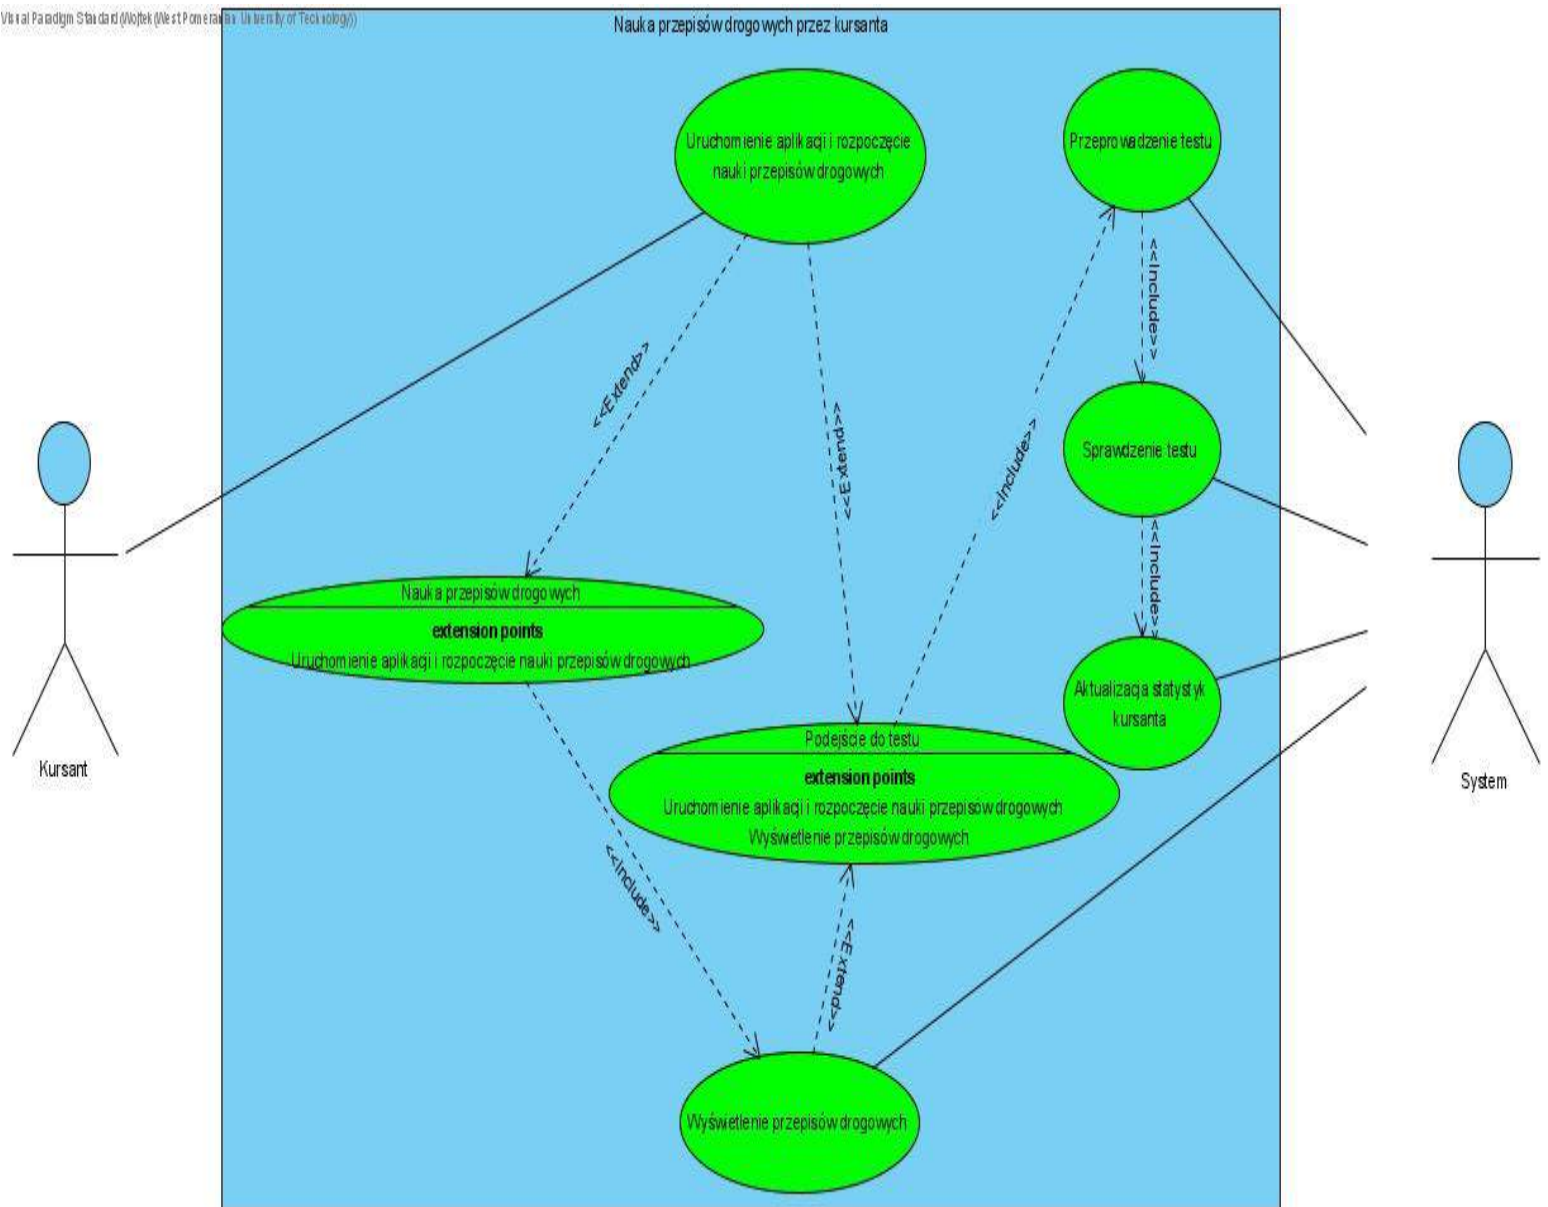 Visual Paradigm Standard (Wojtek (West Pomeranian University of Technology))
Nauka przepisów drogowych przez kursanta
Uruchomienie aplikacji i rozpoczęcie
nauki przepisów drogowych
Przeprowadzenie testu
<<Include>>
<<Extend>>
<<Extend>>
<<Include>>
Sprawdzenie testu
<<Include>>
Nauka przepisów drogowych
extension points
Uruchomienie aplikacji i rozpoczęcie nauki przepisów drogowych
Aktualizacja statystyk
kursanta
Podejście do testu
extension points
Uruchomienie aplikacji i rozpoczęcie nauki przepisów drogowych
Wyświetlenie przepisów drogowych
Kursant
System
<<Include>>
<<Extend>>
Wyświetlenie przepisów drogowych